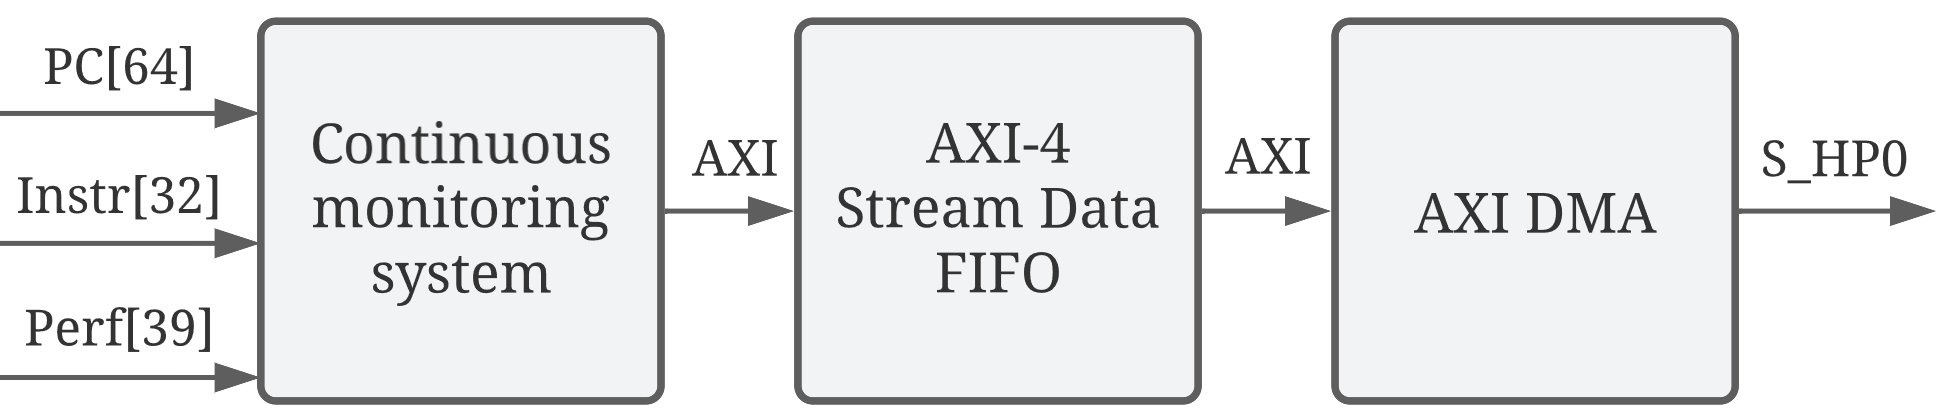 PC[64]
Instr[32]
Perf[39]
Continuous
monitoring
system
AXI
AXI-4
Stream Data
FIFO
AXI
AXI DMA
S_HP0